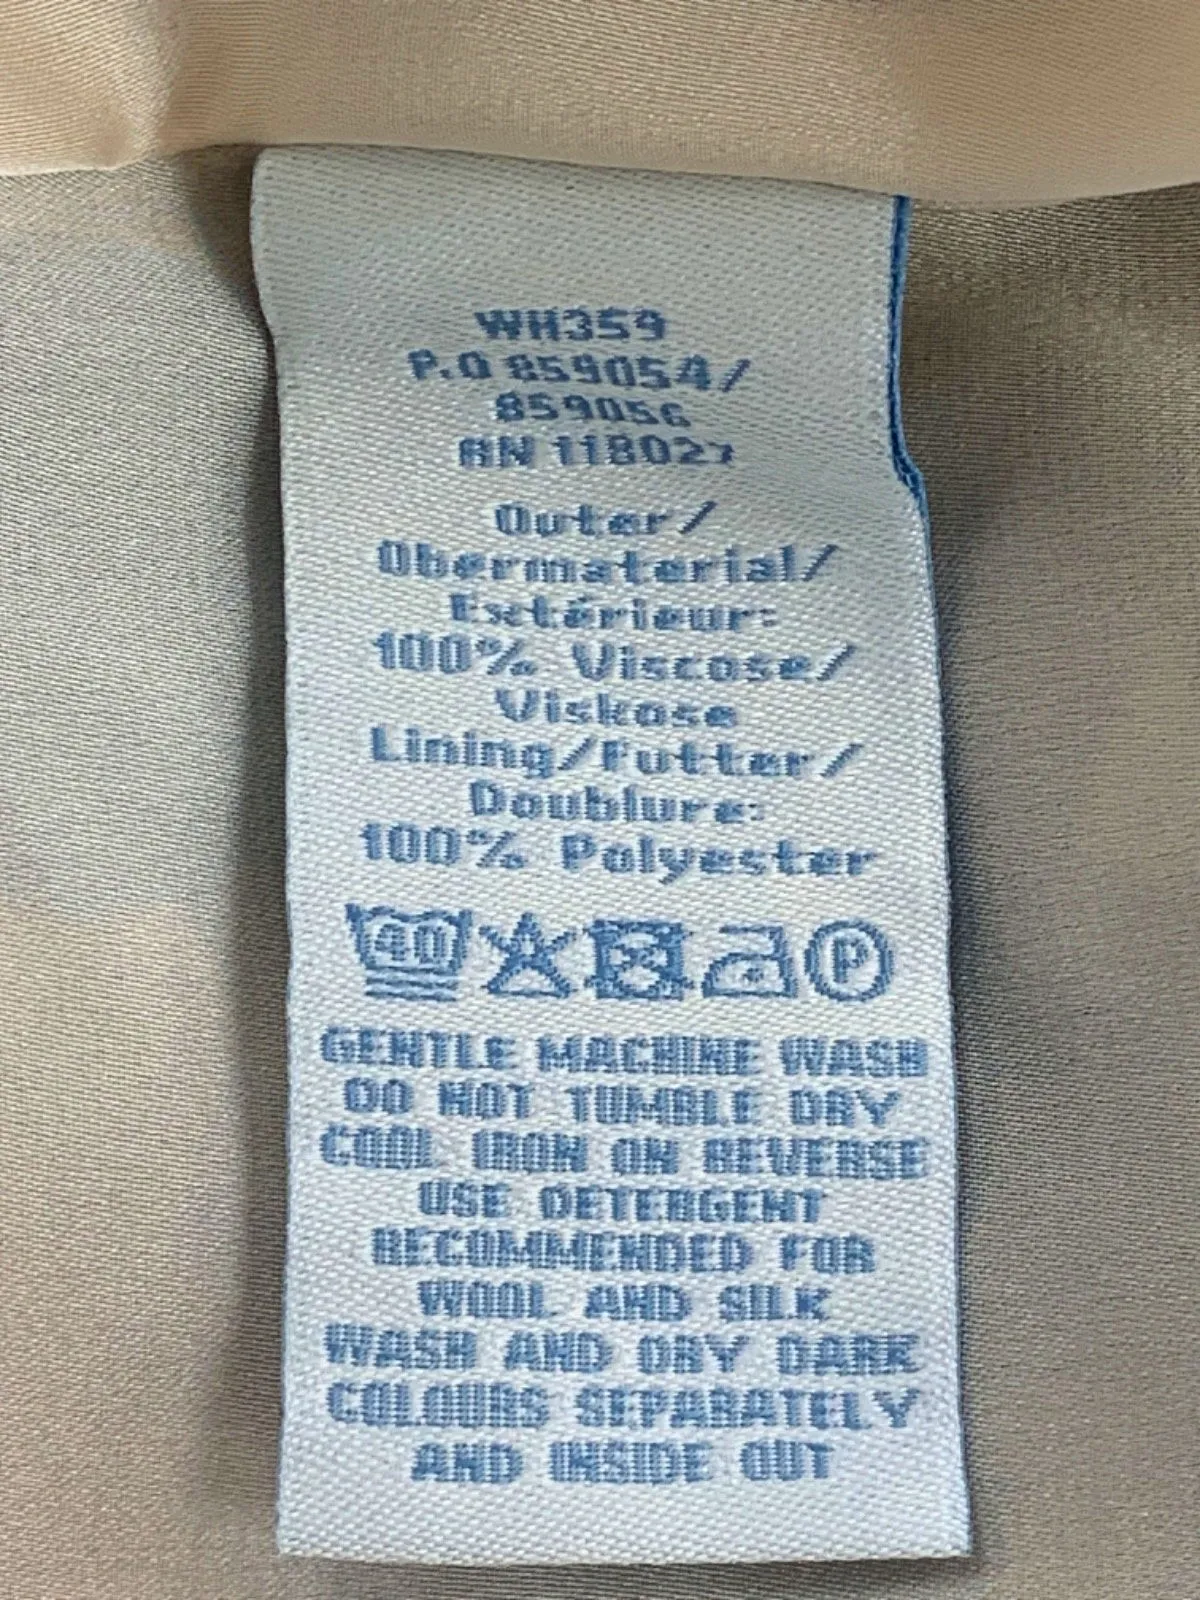 WH359
P.O 859054/
859056
RN 118027
Outer/
Obermaterial/
Extérieur:
100% Viscose/
Viskose
Lining/Futter/
Doublure:
100% Polyester
40 P
GENTLE MACHINE WASH
DO NOT TUMBLE DRY
COOL IRON ON REVERSE
USE DETERGENT
RECOMMENDED FOR
WOOL AND SILK
WASH AND DRY DARK
COLOURS SEPARATELY
AND INSIDE OUT